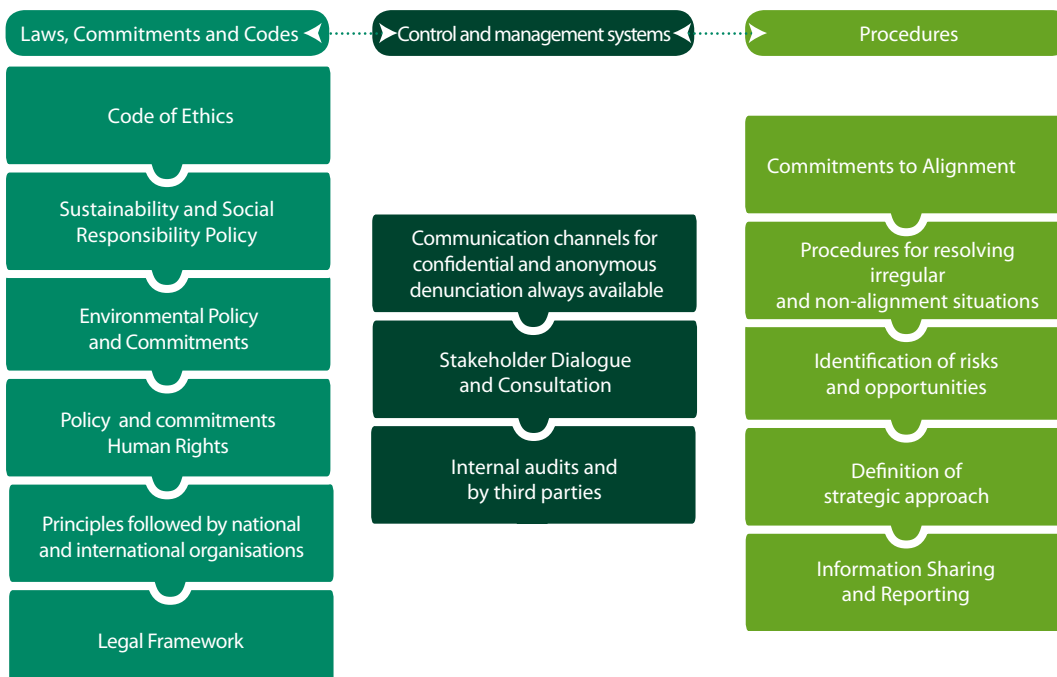 Laws, Commitments and Codes
Control and management systems
Procedures
Code of Ethics
Sustainability and Social
Responsibility Policy
Environmental Policy
and Commitments
Policy and commitments
Human Rights
Principles followed by national
and international organisations
Legal Framework
Communication channels for
confidential and anonymous
denunciation always available
Stakeholder Dialogue
and Consultation
Internal audits and
by third parties
Commitments to Alignment
Procedures for resolving
irregular
and non-alignment situations
Identification of risks
and opportunities
Definition of
strategic approach
Information Sharing
and Reporting